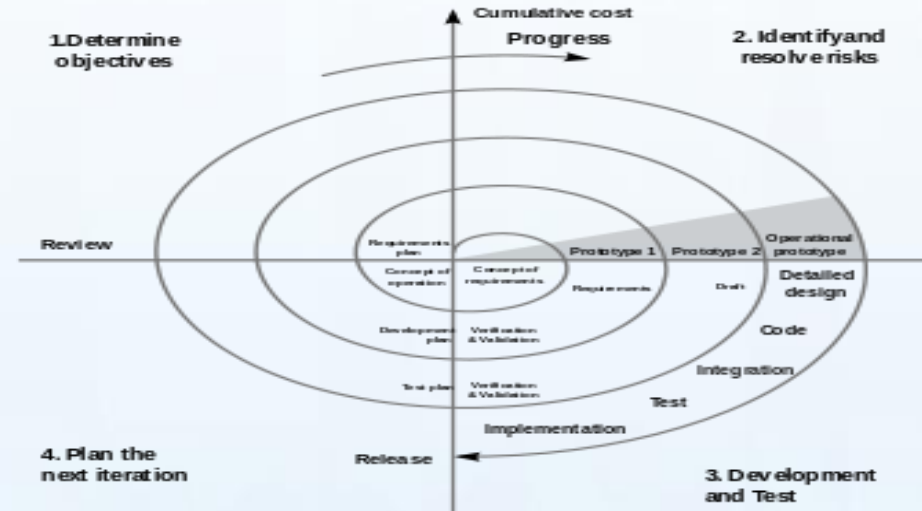 Cumulative cost
Progress
1.Determine
objectives
2. Identifyand
resolve risks
Review
Requirements
plan
Prototype 1
Prototype 2
Operational
prototype
Concept of
operation
Concept of
requirements
Requirements
Draft
Detailed
design
Development
plan
Verification
& Validation
Code
Integration
Test plan
Verification
& Validation
Test
Implementation
Release
4. Plan the
next iteration
3. Development
and Test